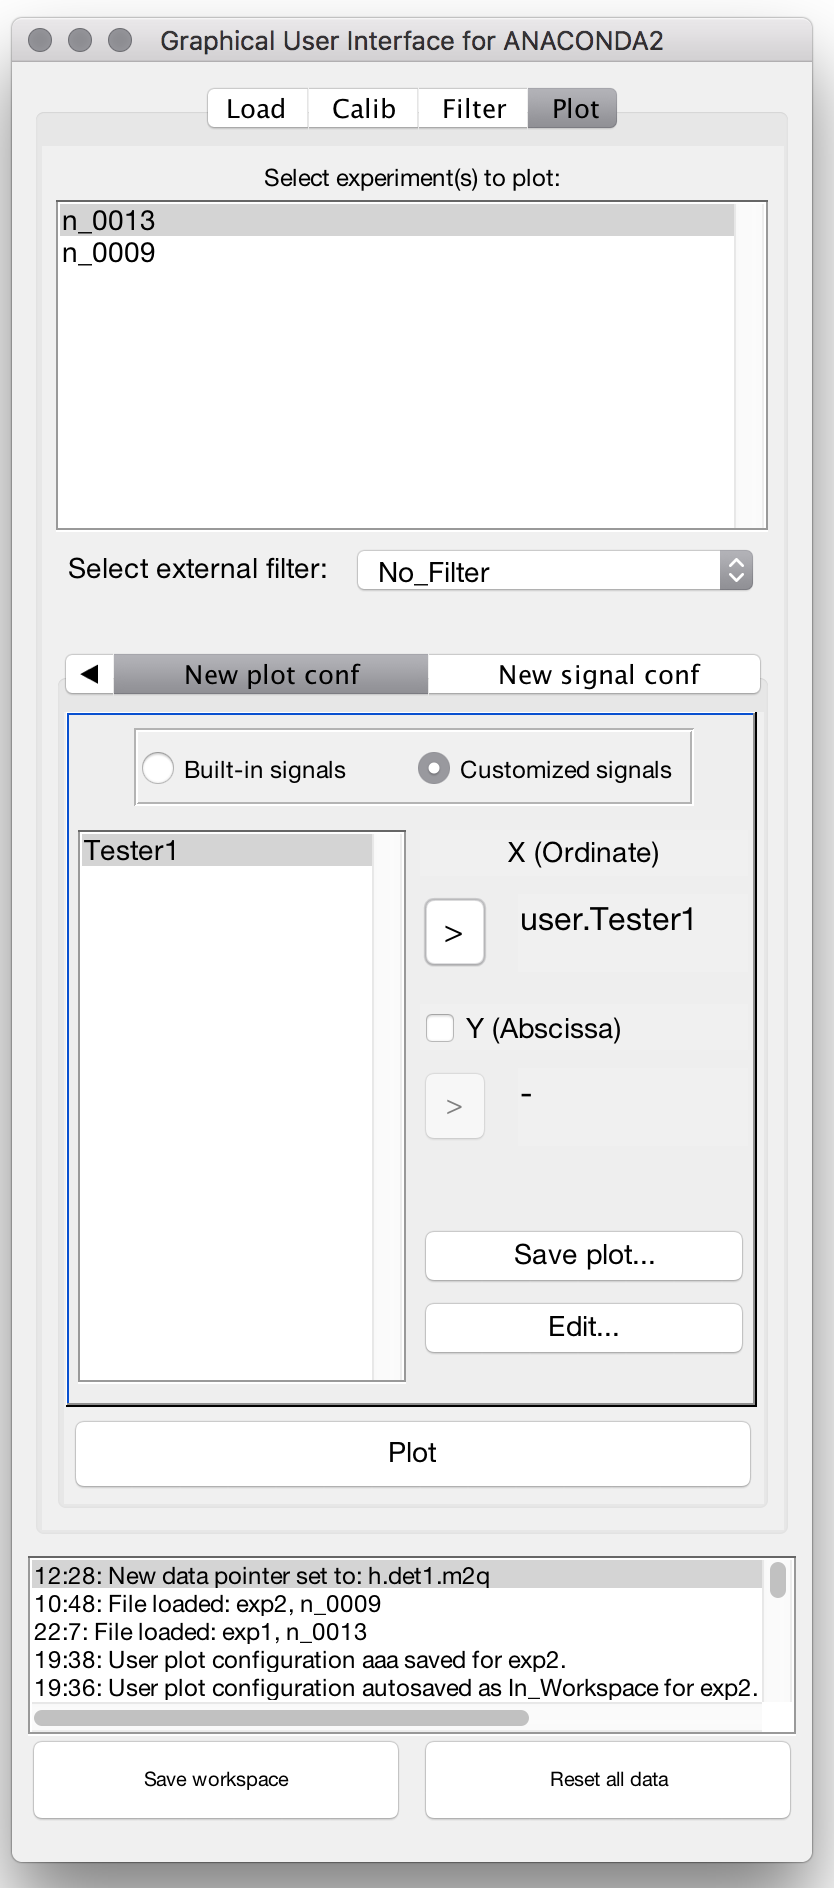 Graphical User Interface for ANACONDA2
Load Calib Filter Plot
Select experiment(s) to plot:
n_0013
n_0009
Select external filter: No_Filter
◀ New plot conf New signal conf
Built-in signals Customized signals
Tester1
X (Ordinate)
> user.Tester1
Y (Abscissa)
> -
Save plot...
Edit...
Plot
12:28: New data pointer set to: h.det1.m2q
10:48: File loaded: exp2, n_0009
22:7: File loaded: exp1, n_0013
19:38: User plot configuration aaa saved for exp2.
19:36: User plot configuration autosaved as In_Workspace for exp2.
Save workspace Reset all data